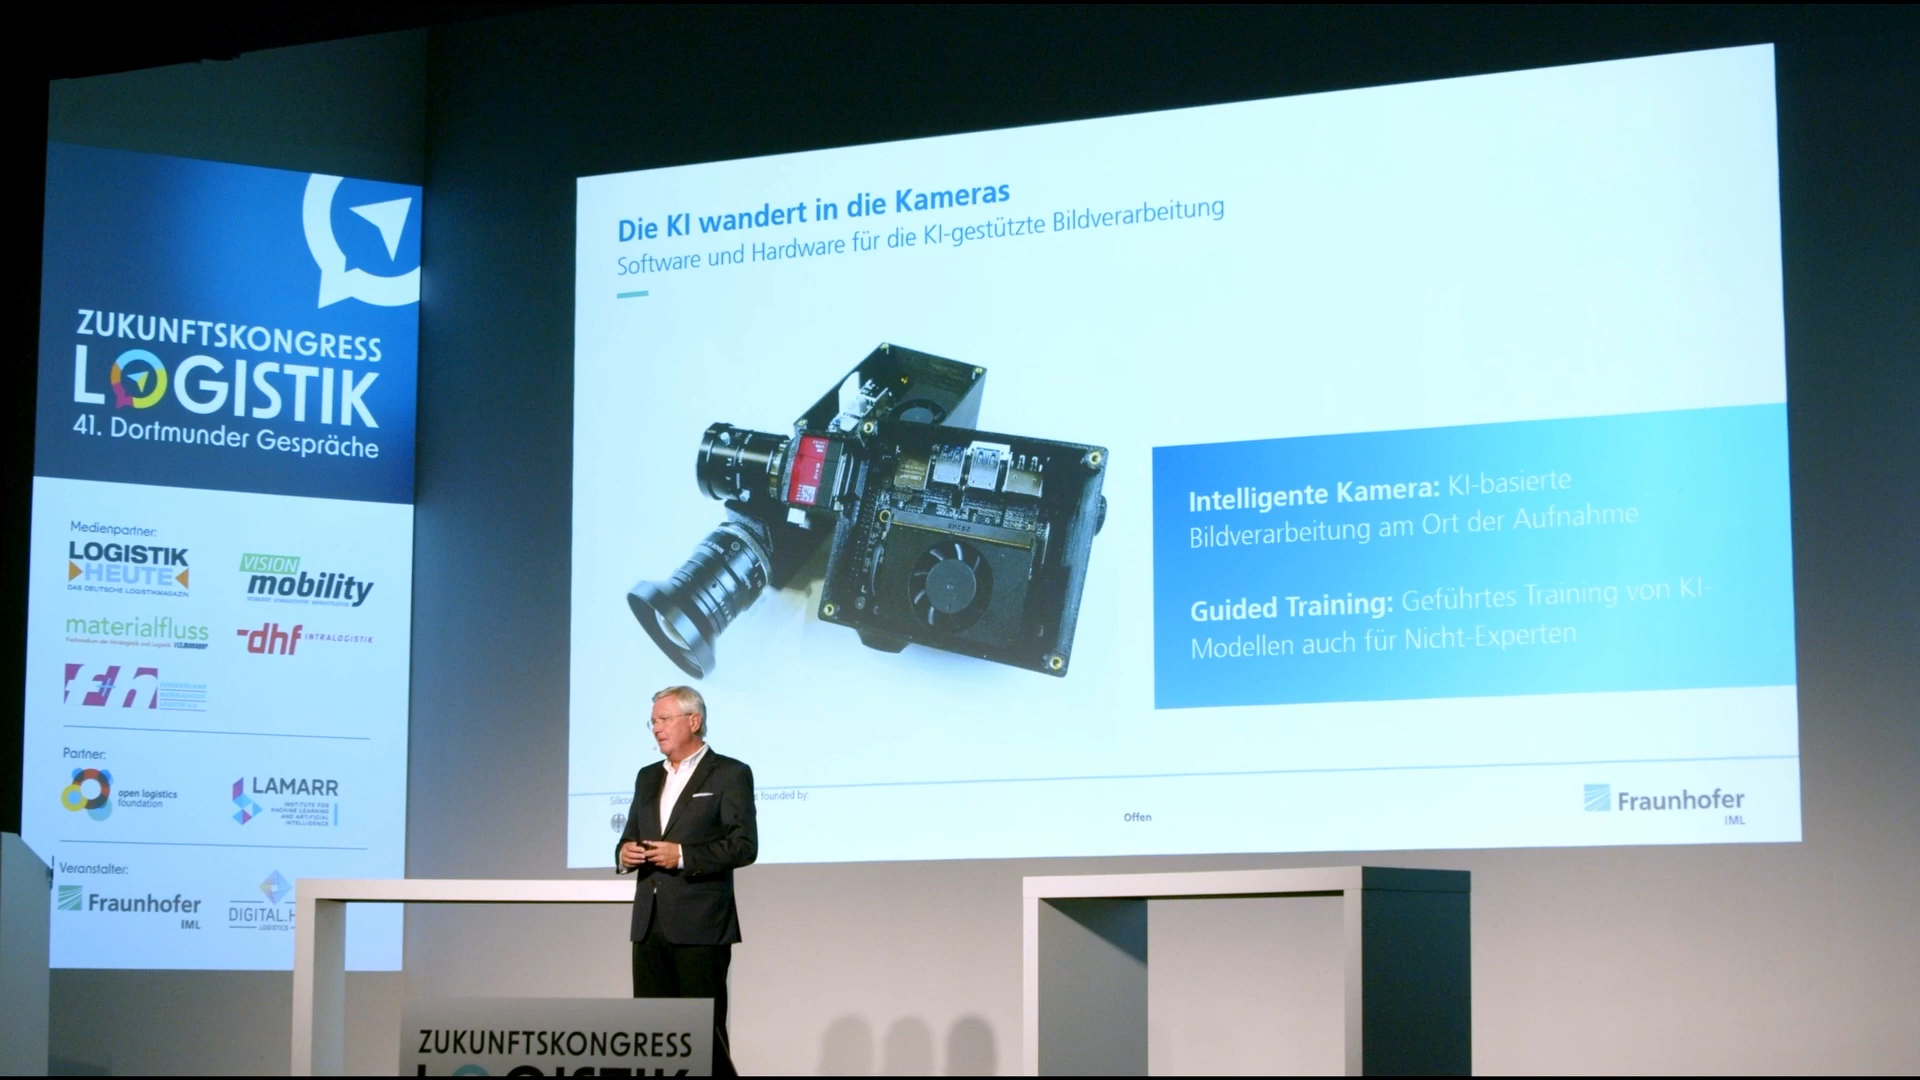 ZUKUNFTSKONGRESS
LOGISTIK
41. Dortmunder Gespräche
Medienpartner:
LOGISTIK
HEUTE
DAS DEUTSCHE LOGISTIKMAGAZIN
VISION
mobility
materialfluss
dhf INTRALOGISTIK
f+h
Partner:
open logistics
foundation
LAMARR
INSTITUTE FOR
MACHINE LEARNING
AND ARTIFICIAL
INTELLIGENCE
Veranstalter:
Fraunhofer
IML
DIGITAL.H
LOGISTICS
Die KI wandert in die Kameras
Software und Hardware für die KI-gestützte Bildverarbeitung
Intelligente Kamera: KI-basierte
Bildverarbeitung am Ort der Aufnahme
Guided Training: Geführtes Training von KI-
Modellen auch für Nicht-Experten
founded by:
Offen
Fraunhofer
IML
ZUKUNFTSKONGRESS
LOGISTIK